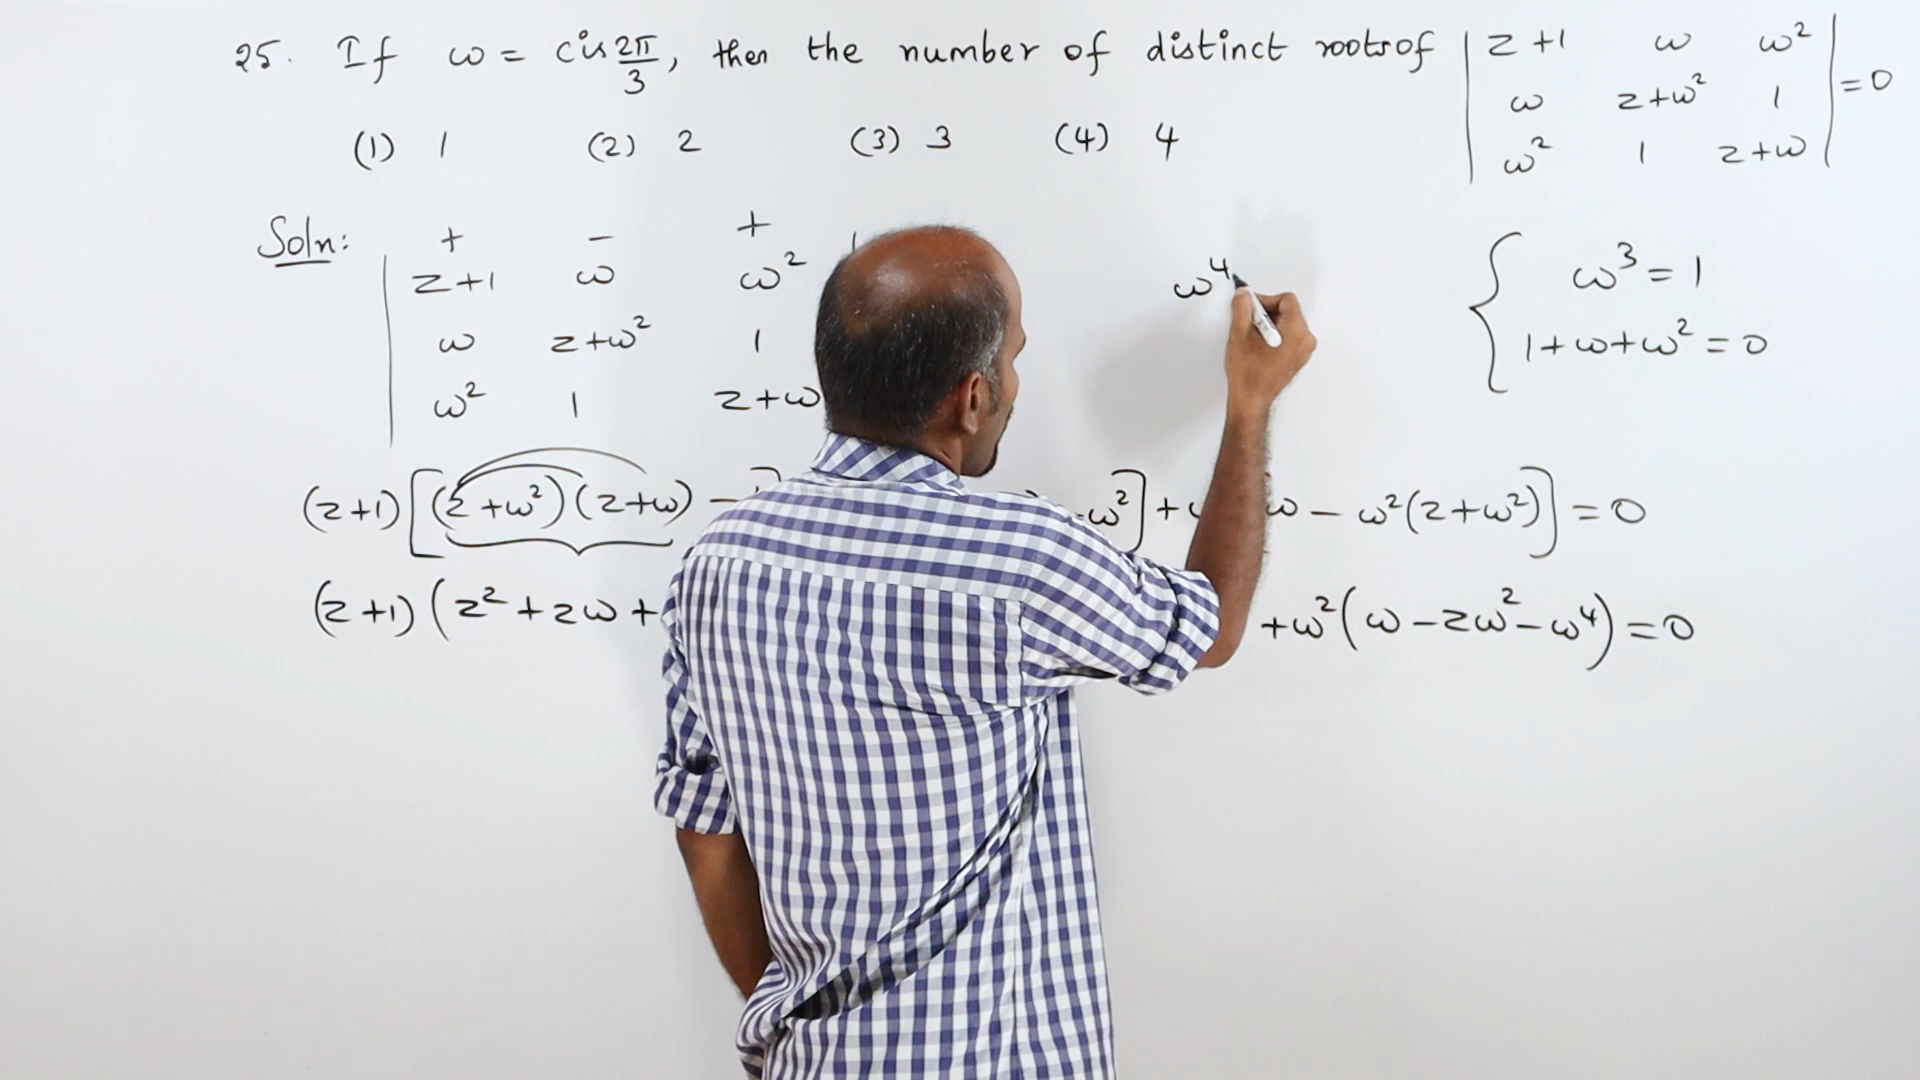 25. If ω = cis 2π/3, then the number of distinct roots of | z+1 ω ω² |
| ω z+ω² 1 | = 0
| ω² 1 z+ω |
(1) 1 (2) 2 (3) 3 (4) 4
Soln:
+ − +
| z+1 ω ω²
| ω z+ω² 1
| ω² 1 z+ω
ω⁴
{ ω³ = 1
1+ω+ω² = 0
(z+1)[(z+ω²)(z+ω) − ω²] + ω − ω²(z+ω²)] = 0
(z+1)(z² + zω + +ω²(ω − zω² − ω⁴) = 0